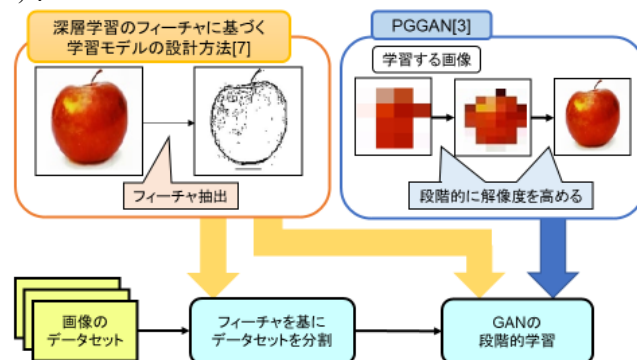 深層学習のフィーチャに基づく
学習モデルの設計方法[7]
フィーチャ抽出
PGGAN[3]
学習する画像
段階的に解像度を高める
画像の
データセット
フィーチャを基に
データセットを分割
GANの
段階的学習